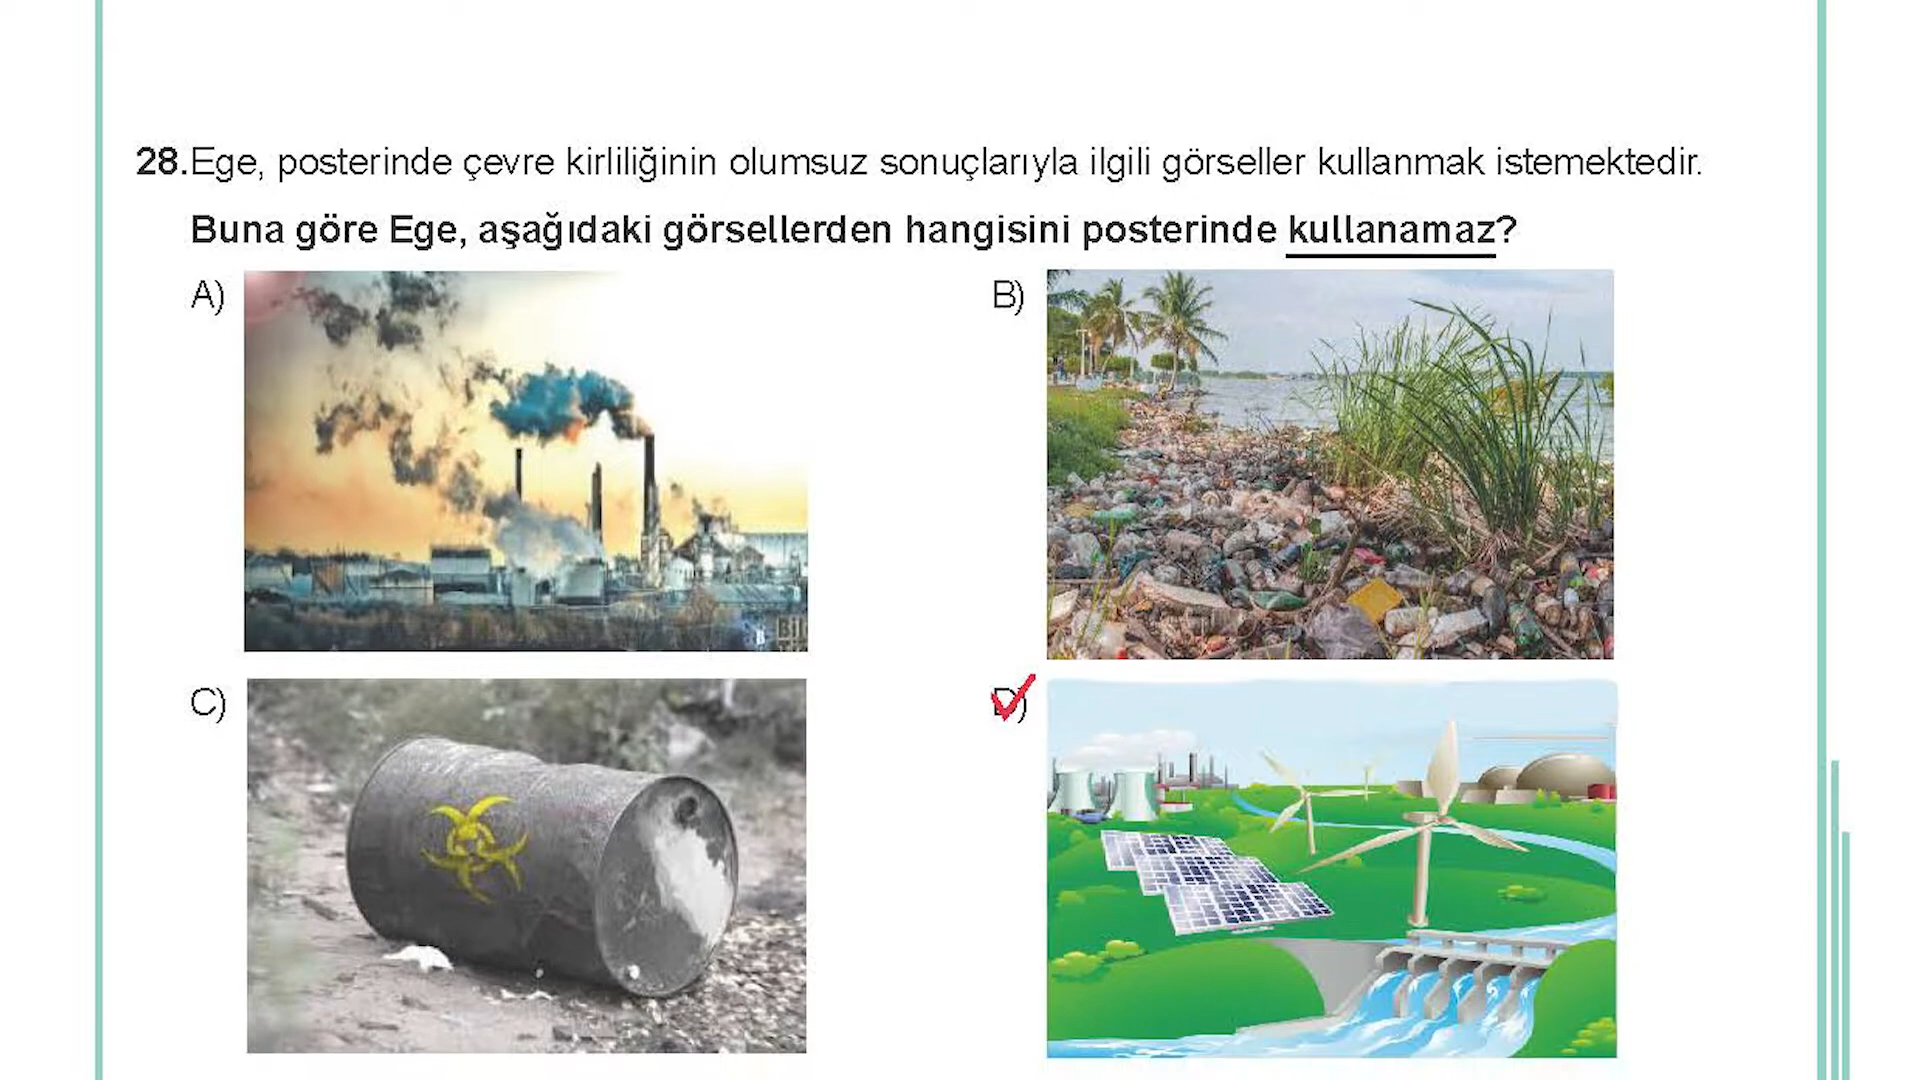 28.Ege, posterinde çevre kirliliğinin olumsuz sonuçlarıyla ilgili görseller kullanmak istemektedir.
Buna göre Ege, aşağıdaki görsellerden hangisini posterinde kullanamaz?
A)
B)
C)
D)